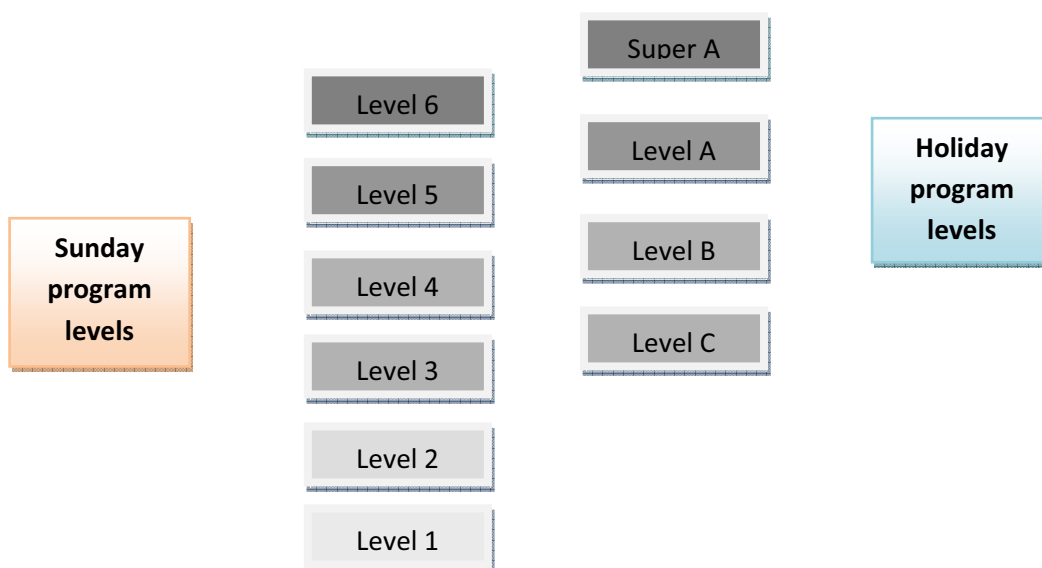 Super A
Level 6
Level A
Holiday
program
levels
Level 5
Sunday
program
levels
Level B
Level 4
Level C
Level 3
Level 2
Level 1